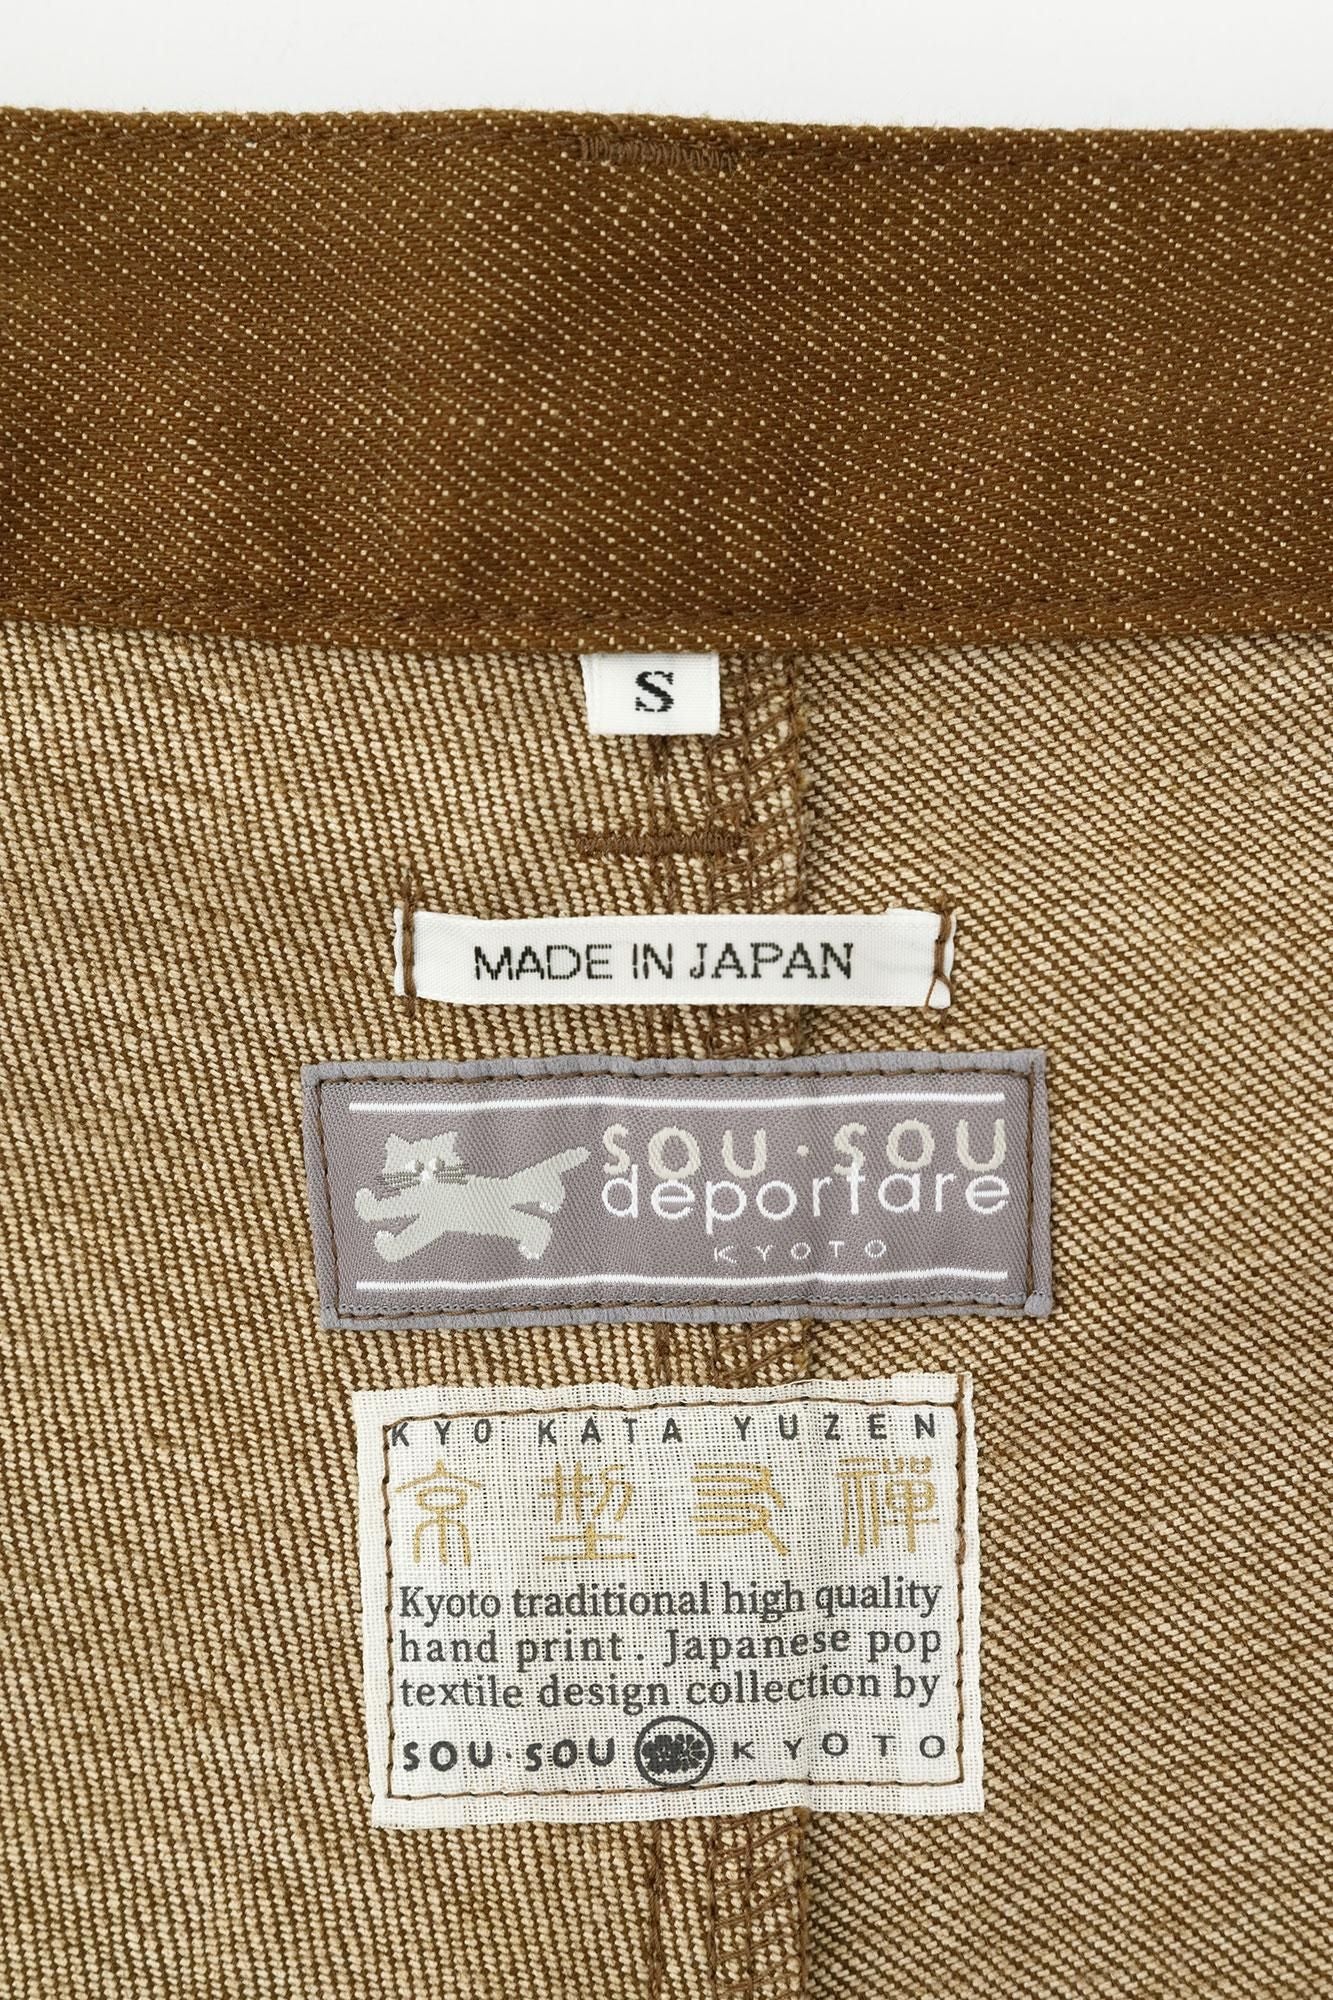 S
MADE IN JAPAN
SOU·SOU
deportare
KYOTO
KYO KATA YUZEN
京型友禅
Kyoto traditional high quality
hand print. Japanese pop
textile design collection by
SOU·SOU KYOTO